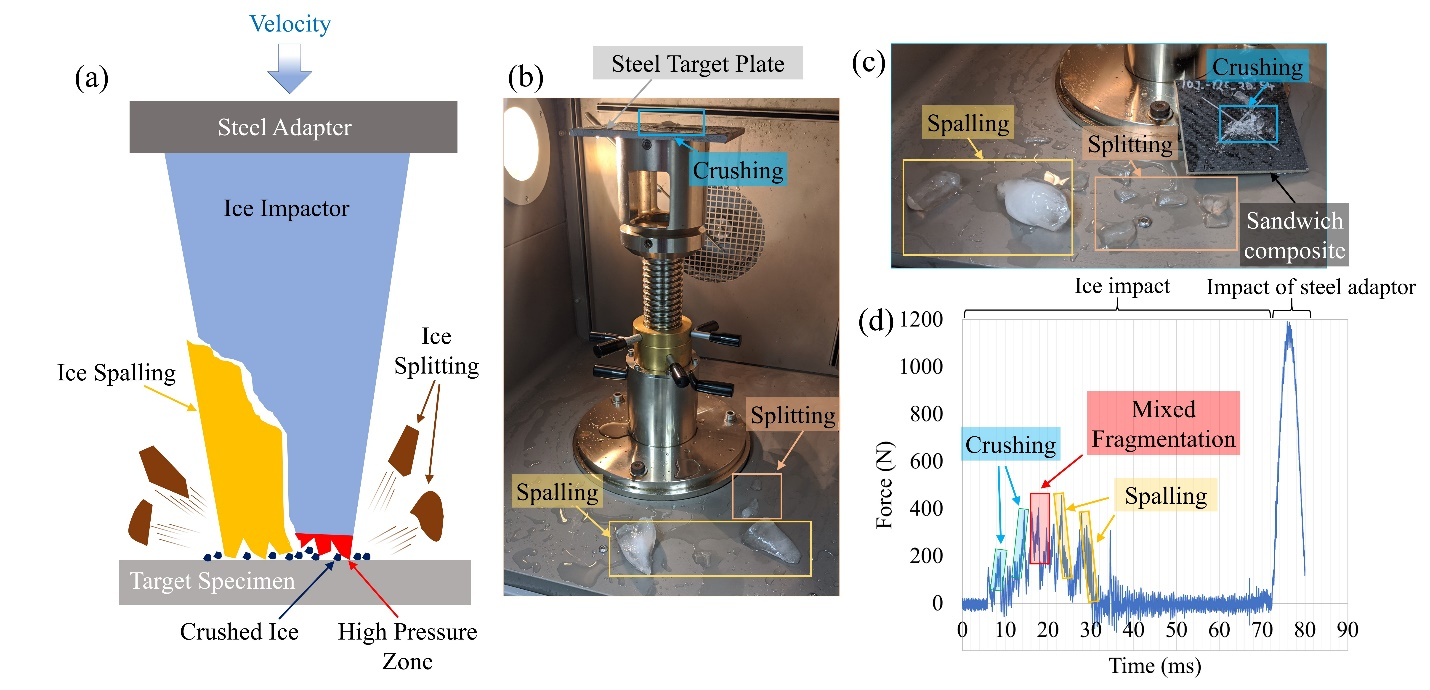 (a)
Velocity
Steel Adapter
Ice Impactor
Ice Spalling
Ice
Splitting
Target Specimen
Crushed Ice
High Pressure
Zone
(b)
Steel Target Plate
Crushing
Splitting
Spalling
(c)
Crushing
Spalling
Splitting
Sandwich
composite
(d)
Ice impact
Impact of steel adaptor
Force (N)
1200
1000
800
600
400
200
0
Crushing
Mixed
Fragmentation
Spalling
0 10 20 30 40 50 60 70 80 90
Time (ms)